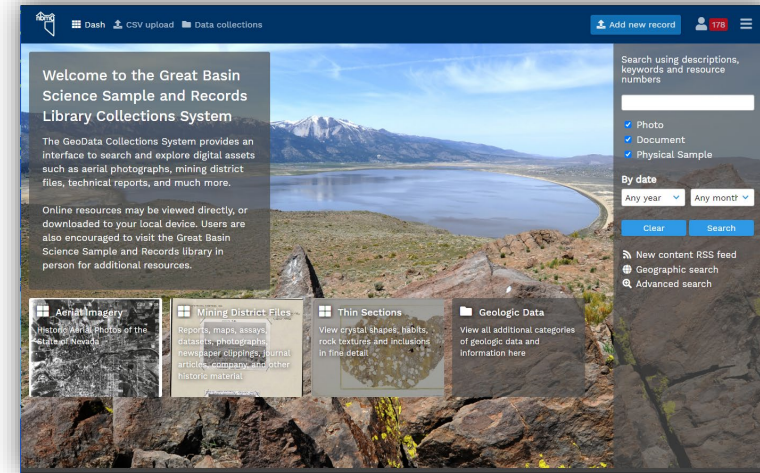 nbmg
Dash CSV upload Data collections
Add new record
178
Welcome to the Great Basin
Science Sample and Records
Library Collections System
The GeoData Collections System provides an
interface to search and explore digital assets
such as aerial photographs, mining district
files, technical reports, and much more.
Online resources may be viewed directly, or
downloaded to your local device. Users are
also encouraged to visit the Great Basin
Science Sample and Records library in
person for additional resources.
Search using descriptions,
keywords and resource
numbers
Photo
Document
Physical Sample
By date
Any year Any month
Clear Search
New content RSS feed
Geographic search
Advanced search
Aerial Imagery
Historic Aerial Photos of the
State of Nevada
Mining District Files
Reports, maps, assays,
datasets, photographs,
newspaper clippings, journal
articles, company, and other
historic material
Thin Sections
View crystal shapes, habits,
rock textures and inclusions
in fine detail
Geologic Data
View all additional categories
of geologic data and
information here